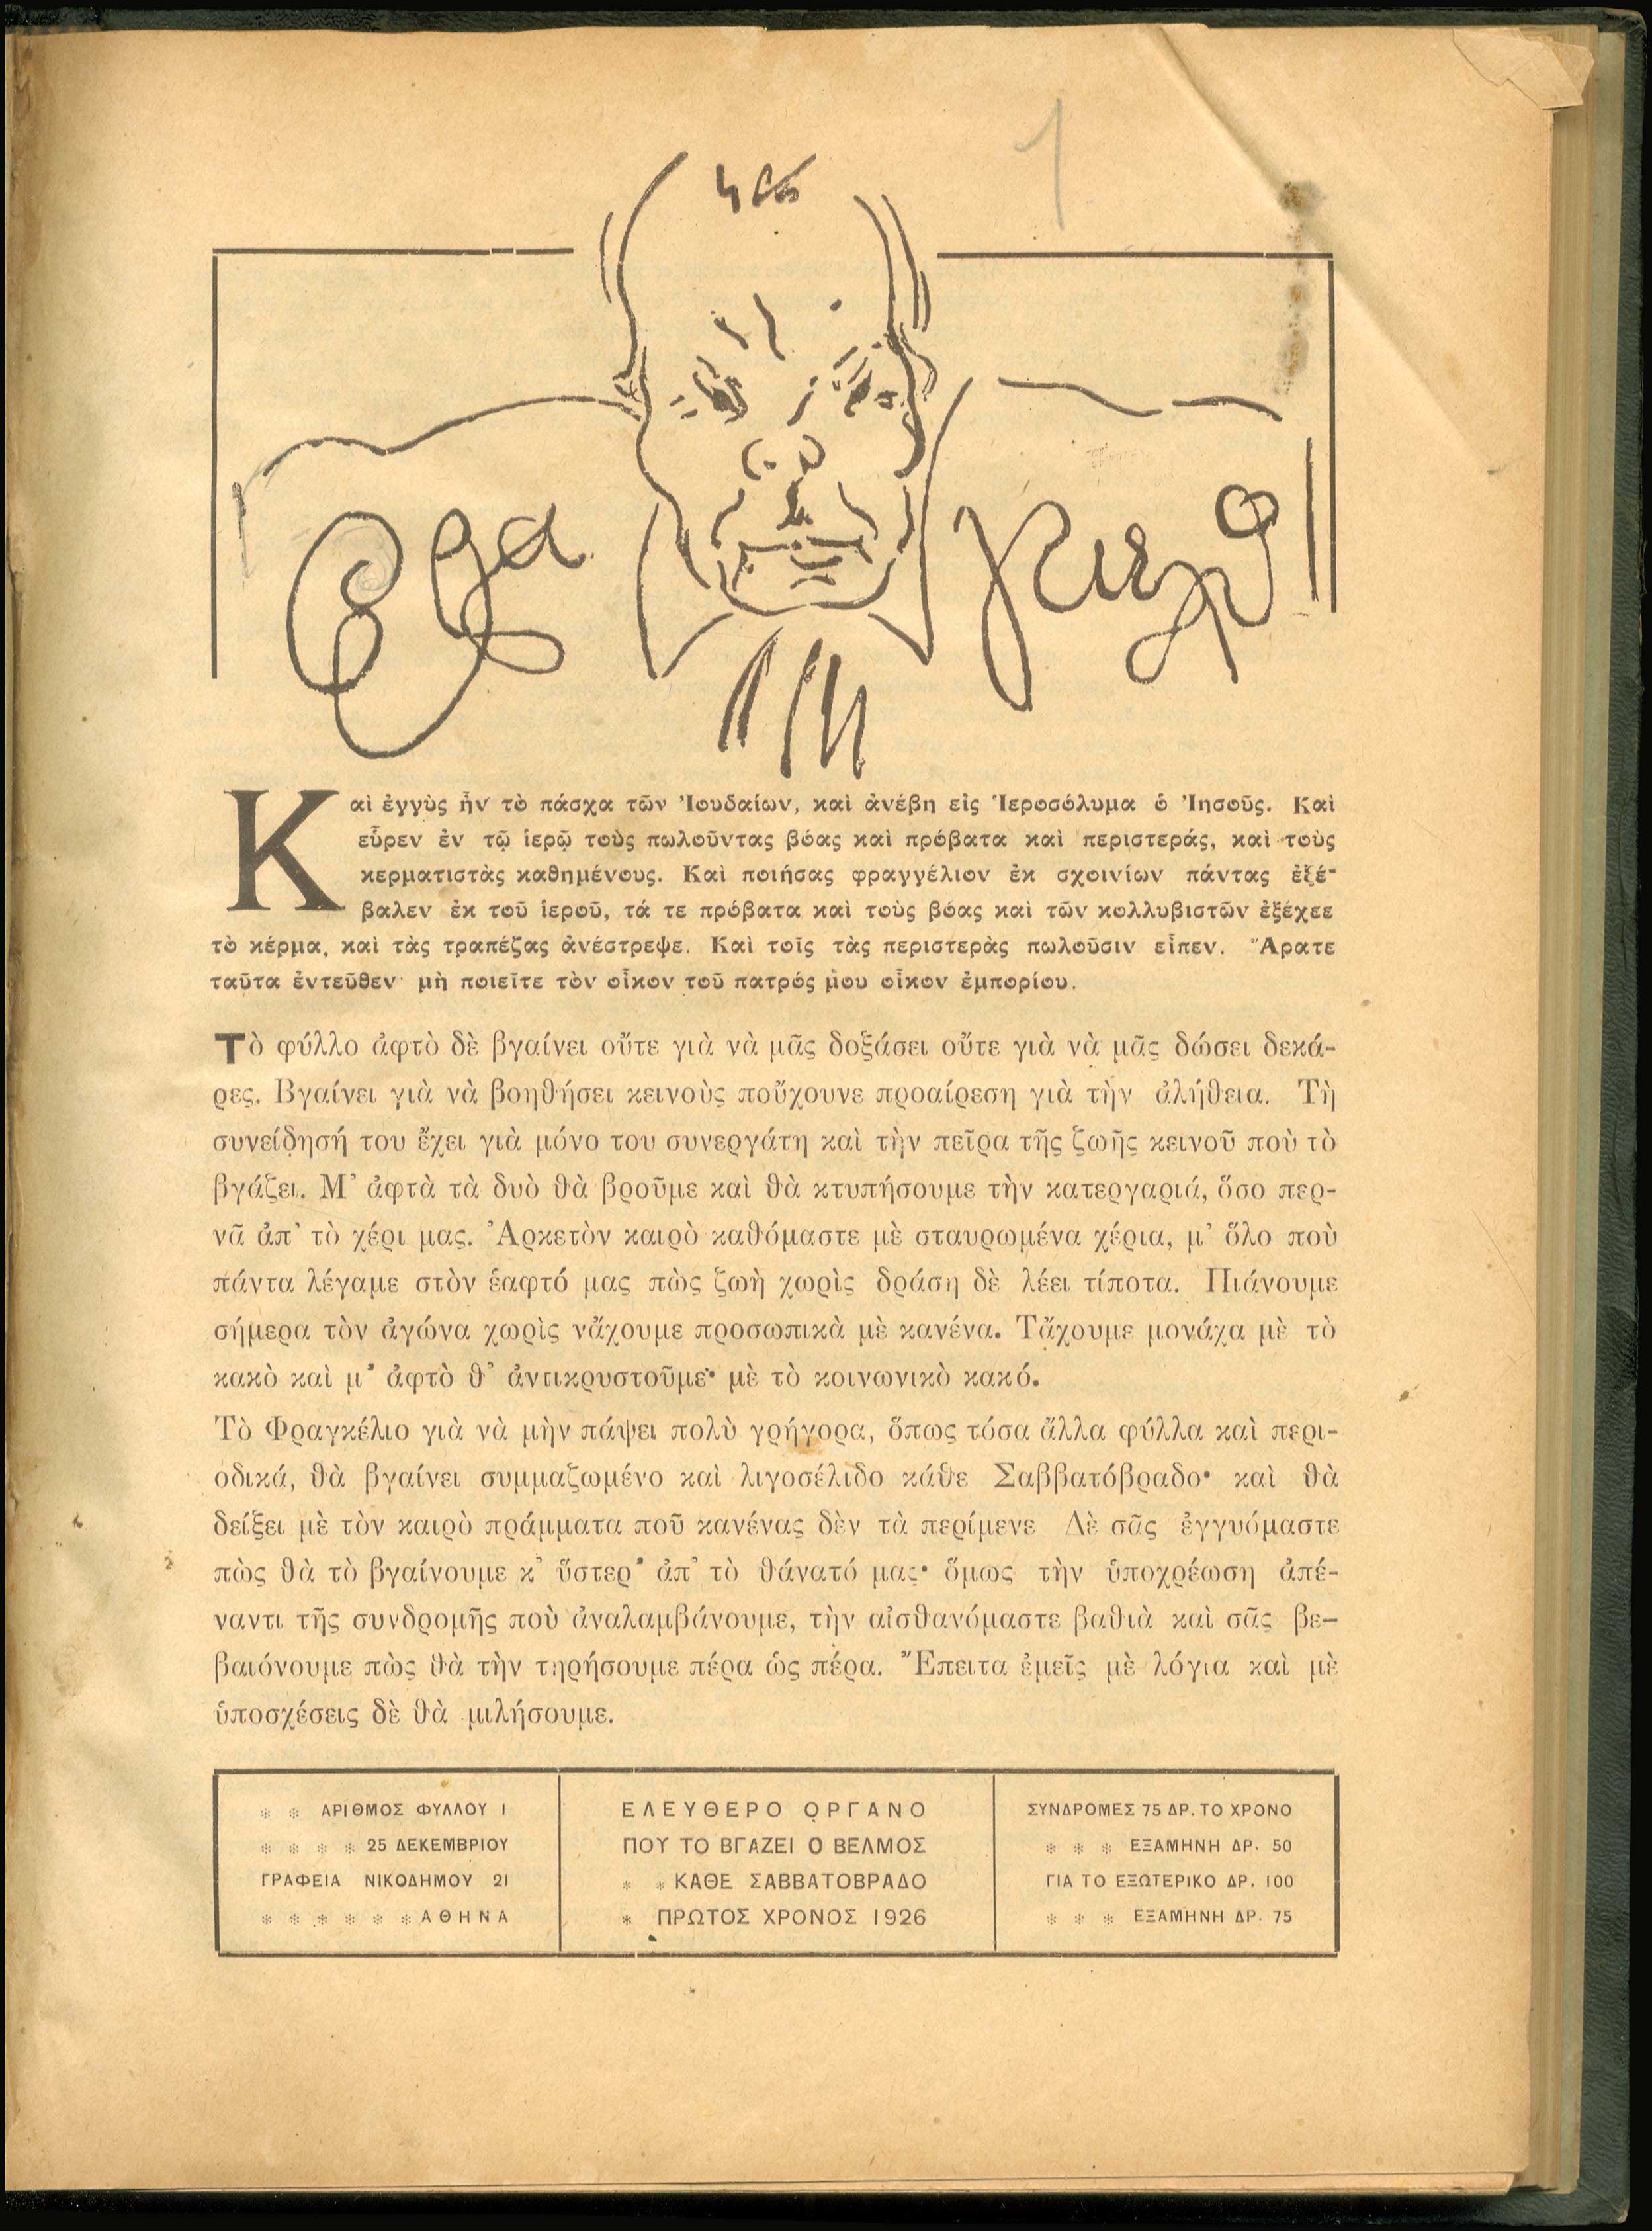 1
Φρα γκέλιο
Καὶ ἐγγὺς ἦν τὸ πάσχα τῶν Ἰουδαίων, καὶ ἀνέβη εἰς Ἱεροσόλυμα ὁ Ἰησοῦς. Καὶ
εὗρεν ἐν τῷ ἱερῷ τοὺς πωλοῦντας βόας καὶ πρόβατα καὶ περιστεράς, καὶ τοὺς
κερματιστὰς καθημένους. Καὶ ποιήσας φραγγέλιον ἐκ σχοινίων πάντας ἐξέ-
βαλεν ἐκ τοῦ ἱεροῦ, τά τε πρόβατα καὶ τοὺς βόας καὶ τῶν κολλυβιστῶν ἐξέχεε
τὸ κέρμα, καὶ τὰς τραπέζας ἀνέστρεψε. Καὶ τοῖς τὰς περιστερὰς πωλοῦσιν εἶπεν. Ἄρατε
ταῦτα ἐντεῦθεν· μὴ ποιεῖτε τὸν οἶκον τοῦ πατρός μου οἶκον ἐμπορίου.
Τὸ φύλλο ἀφτὸ δὲ βγαίνει οὔτε γιὰ νὰ μᾶς δοξάσει οὔτε γιὰ νὰ μᾶς δώσει δεκά-
ρες. Βγαίνει γιὰ νὰ βοηθήσει κεινοὺς ποὔχουνε προαίρεση γιὰ τὴν ἀλήθεια. Τὴ
συνείδησή του ἔχει γιὰ μόνο του συνεργάτη καὶ τὴν πεῖρα τῆς ζωῆς κεινοῦ ποὺ τὸ
βγάζει. Μ᾿ ἀφτὰ τὰ δυὸ θὰ βροῦμε καὶ θὰ κτυπήσουμε τὴν κατεργαριά, ὅσο περ-
νᾶ ἀπ᾿ τὸ χέρι μας. Ἀρκετὸν καιρὸ καθόμαστε μὲ σταυρωμένα χέρια, μ᾿ ὅλο ποὺ
πάντα λέγαμε στὸν ἑαφτό μας πὼς ζωὴ χωρὶς δράση δὲ λέει τίποτα. Πιάνουμε
σήμερα τὸν ἀγώνα χωρὶς νἄχουμε προσωπικὰ μὲ κανένα. Τἄχουμε μονάχα μὲ τὸ
κακὸ καὶ μ᾿ ἀφτὸ θ᾿ ἀντικρυστοῦμε· μὲ τὸ κοινωνικὸ κακό.
Τὸ Φραγκέλιο γιὰ νὰ μὴν πάψει πολὺ γρήγορα, ὅπως τόσα ἄλλα φύλλα καὶ περι-
οδικά, θὰ βγαίνει συμμαζωμένο καὶ λιγοσέλιδο κάθε Σαββατόβραδο· καὶ θὰ
δείξει μὲ τὸν καιρὸ πράμματα ποῦ κανένας δὲν τὰ περίμενε Δὲ σᾶς ἐγγυόμαστε
πὼς θὰ τὸ βγαίνουμε κ᾿ ὕστερ᾿ ἀπ᾿ τὸ θάνατό μας· ὅμως τὴν ὑποχρέωση ἀπέ-
ναντι τῆς συνδρομῆς ποὺ ἀναλαμβάνουμε, τὴν αἰσθανόμαστε βαθιὰ καὶ σᾶς βε-
βαιόνουμε πὼς θὰ τὴν τηρήσουμε πέρα ὡς πέρα. Ἔπειτα ἐμεῖς μὲ λόγια καὶ μὲ
ὑποσχέσεις δὲ θὰ μιλήσουμε.
ΑΡΙΘΜΟΣ ΦΥΛΛΟΥ 1
25 ΔΕΚΕΜΒΡΙΟΥ
ΓΡΑΦΕΙΑ ΝΙΚΟΔΗΜΟΥ 21
ΑΘΗΝΑ
ΕΛΕΥΘΕΡΟ ΟΡΓΑΝΟ
ΠΟΥ ΤΟ ΒΓΑΖΕΙ Ο ΒΕΛΜΟΣ
ΚΑΘΕ ΣΑΒΒΑΤΟΒΡΑΔΟ
ΠΡΩΤΟΣ ΧΡΟΝΟΣ 1926
ΣΥΝΔΡΟΜΕΣ 75 ΔΡ. ΤΟ ΧΡΟΝΟ
ΕΞΑΜΗΝΗ ΔΡ. 50
ΓΙΑ ΤΟ ΕΞΩΤΕΡΙΚΟ ΔΡ. 100
ΕΞΑΜΗΝΗ ΔΡ. 75